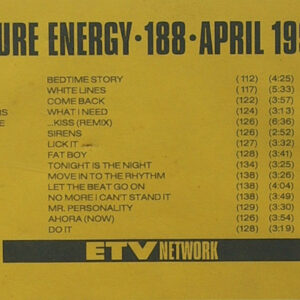 URE ENERGY·188·APRIL 19
BEDTIME STORY (112) (4:25)
WHITE LINES (117) (5:33)
COME BACK (122) (3:57)
IS WHAT I NEED (124) (3:13)
E ...KISS (REMIX) (126) (6:36)
SIRENS (126) (2:52)
LICK IT (127) (3:32)
FAT BOY (128) (3:41)
TONIGHT IS THE NIGHT (134) (3:25)
MOVE IN TO THE RHYTHM (138) (3:26)
LET THE BEAT GO ON (138) (4:04)
NO MORE I CAN'T STAND IT (138) (3:49)
MR. PERSONALITY (129) (3:30)
AHORA (NOW) (126) (3:54)
DO IT (128) (3:19)
ETV NETWORK